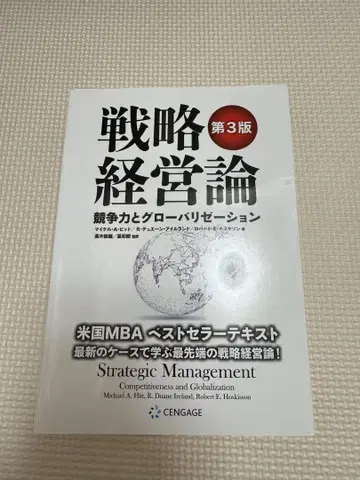 戦略
第3版
経営論
競争力とグローバリゼーション
マイケル・A・ヒット／R・デュエーン・アイルランド／ロバート・E・ホスキソン 著
米国MBA ベストセラーテキスト
最新のケースで学ぶ最先端の戦略経営論！
Strategic Management
Competitiveness and Globalization
Michael A. Hitt, R. Duane Ireland, Robert E. Hoskisson
CENGAGE